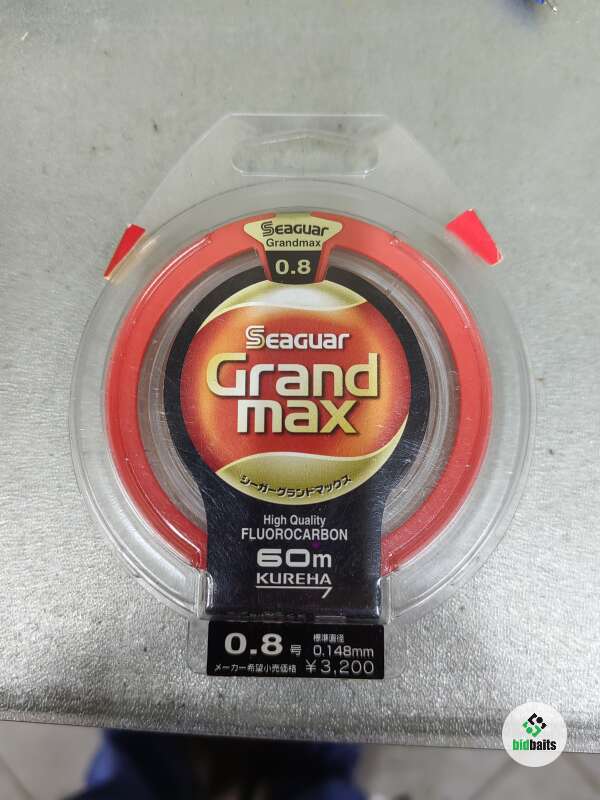 Seaguar
Grandmax
0.8
Seaguar
Grand
max
シーガーグランドマックス
High Quality
FLUOROCARBON
60m
KUREHA
0.8号 標準直径 0.148mm
メーカー希望小売価格 ¥3,200
bidbaits